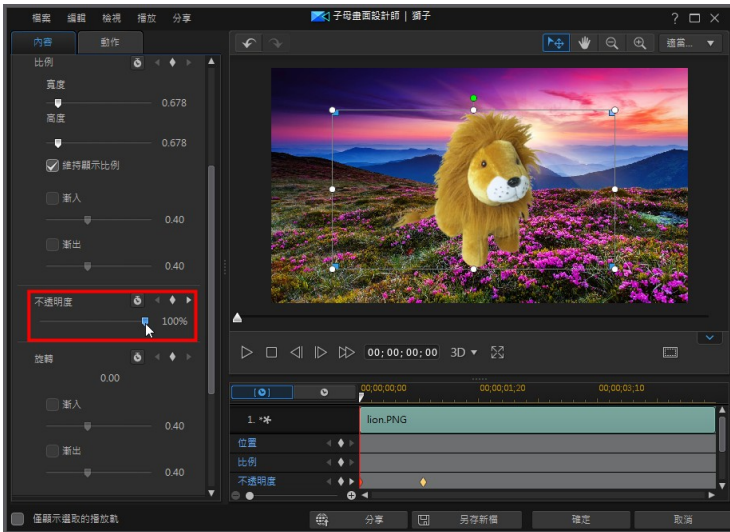 檔案 編輯 檢視 播放 分享
子母畫面設計師 | 獅子
內容 動作
適當...
比例
寬度
0.678
高度
0.678
維持顯示比例
漸入
0.40
漸出
0.40
不透明度
100%
旋轉
0.00
漸入
0.40
漸出
0.40
00;00;00;00 3D
00;00;00;00 00;00;01;20 00;00;03;10
1. lion.PNG
位置
比例
不透明度
僅顯示選取的播放軌
分享 另存新檔 確定 取消